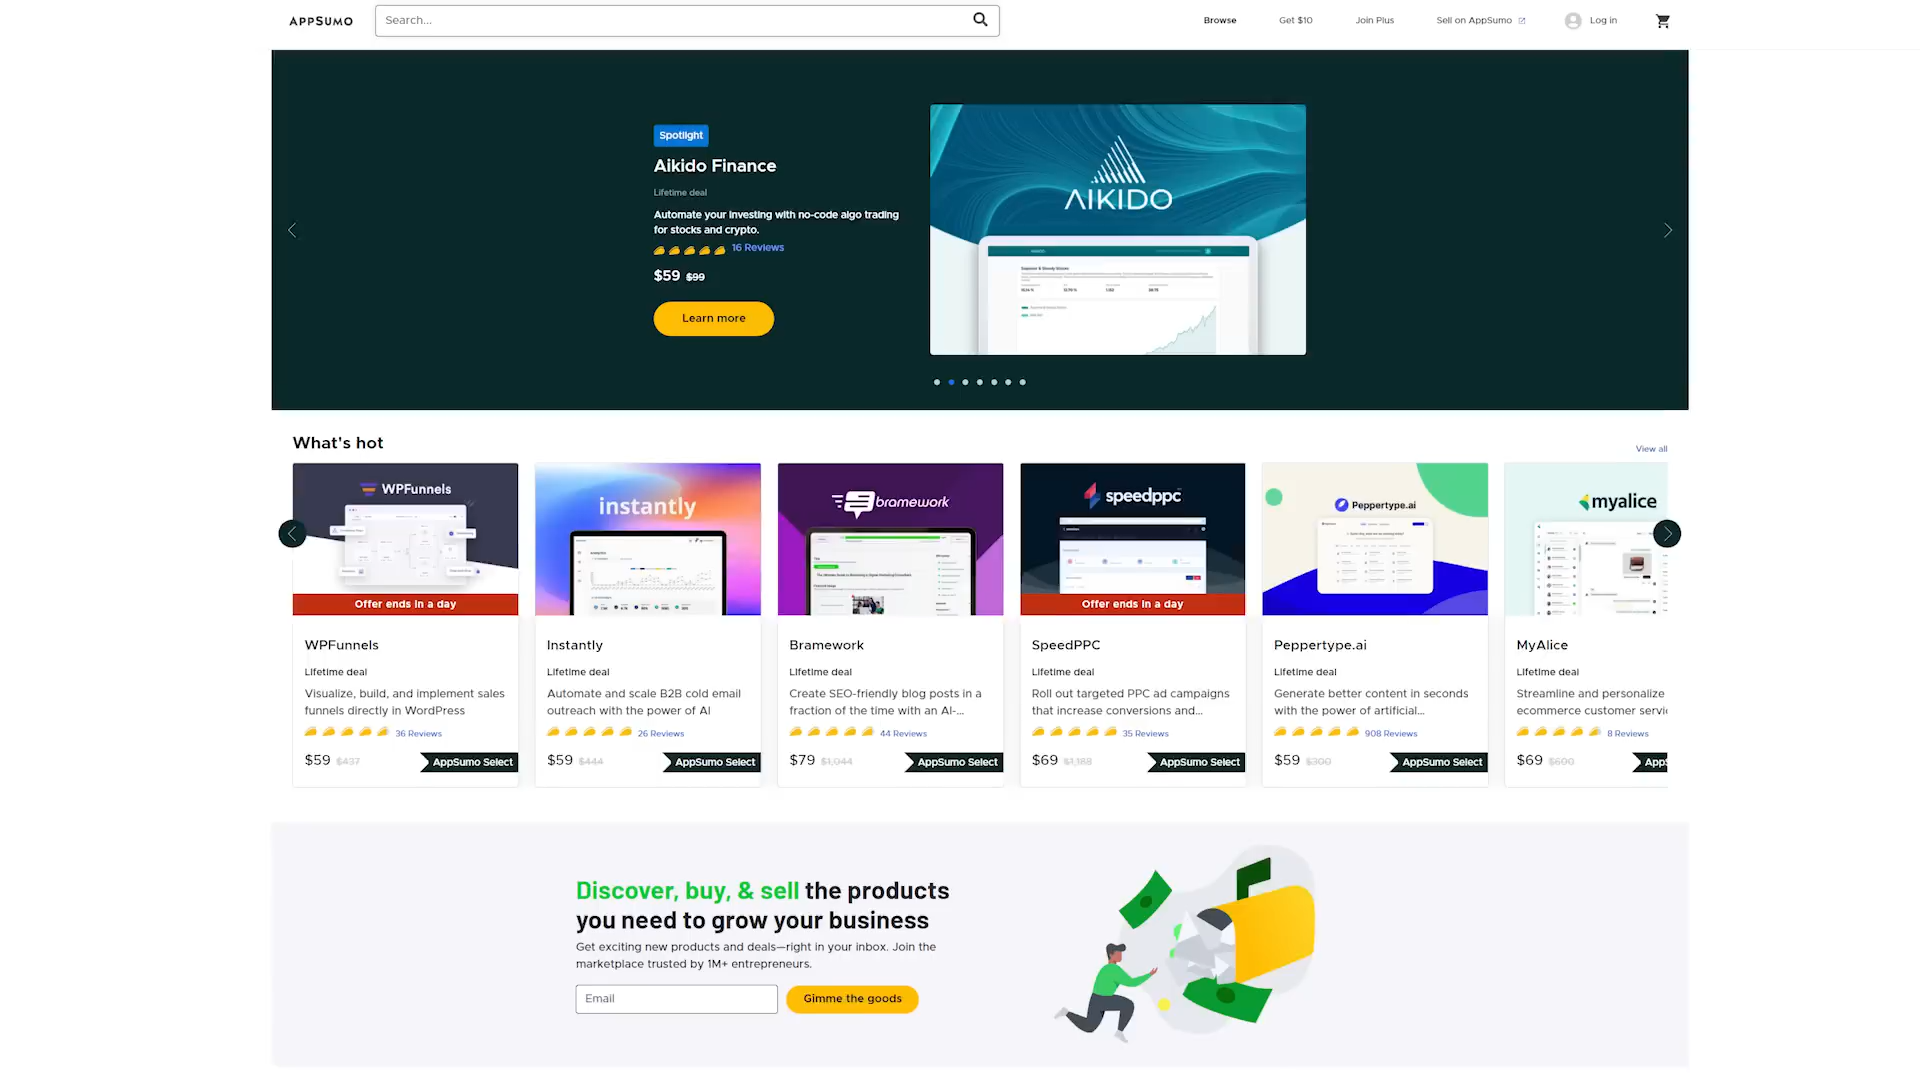 APPSUMO
Search...
Browse
Get $10
Join Plus
Sell on AppSumo
Log in
Spotlight
Aikido Finance
Lifetime deal
Automate your investing with no-code algo trading
for stocks and crypto.
16 Reviews
$59 $99
Learn more
AIKIDO
What's hot
View all
WPFunnels
Offer ends in a day
WPFunnels
Lifetime deal
Visualize, build, and implement sales
funnels directly in WordPress
36 Reviews
$59 $437
AppSumo Select
instantly
Instantly
Lifetime deal
Automate and scale B2B cold email
outreach with the power of AI
26 Reviews
$59 $444
AppSumo Select
bramework
Bramework
Lifetime deal
Create SEO-friendly blog posts in a
fraction of the time with an AI-...
44 Reviews
$79 $1,044
AppSumo Select
speedppc
Offer ends in a day
SpeedPPC
Lifetime deal
Roll out targeted PPC ad campaigns
that increase conversions and...
35 Reviews
$69 $1,188
AppSumo Select
Peppertype.ai
Peppertype.ai
Lifetime deal
Generate better content in seconds
with the power of artificial...
908 Reviews
$59 $300
AppSumo Select
myalice
MyAlice
Lifetime deal
Streamline and personalize
ecommerce customer servi
8 Reviews
$69 $600
Discover, buy, & sell the products
you need to grow your business
Get exciting new products and deals—right in your inbox. Join the
marketplace trusted by 1M+ entrepreneurs.
Email
Gimme the goods